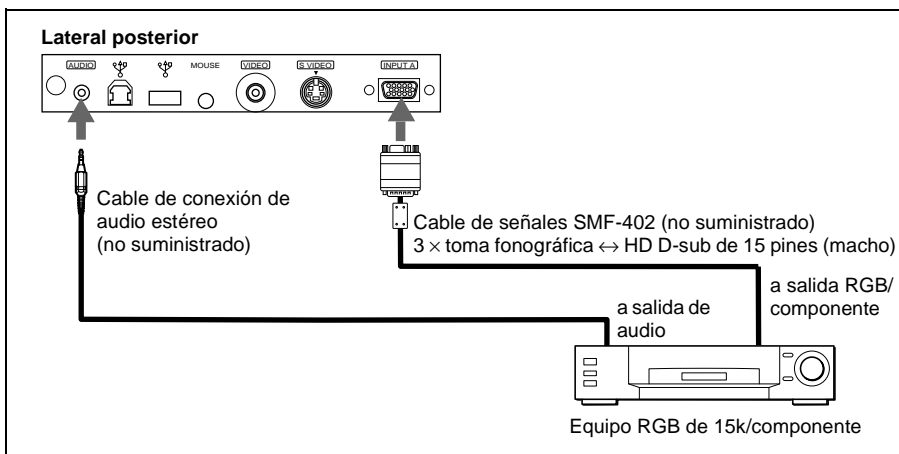 Lateral posterior
AUDIO
MOUSE
VIDEO
S VIDEO
INPUT A
Cable de conexión de
audio estéreo
(no suministrado)
Cable de señales SMF-402 (no suministrado)
3 × toma fonográfica ↔ HD D-sub de 15 pines (macho)
a salida de
audio
a salida RGB/
componente
Equipo RGB de 15k/componente